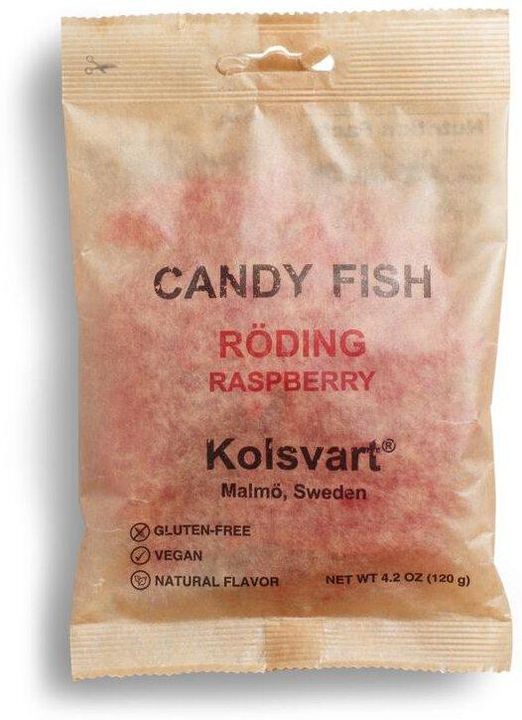 CANDY FISH
RÖDING
RASPBERRY
Kolsvart®
Malmö, Sweden
GLUTEN-FREE
VEGAN
NATURAL FLAVOR
NET WT 4.2 OZ (120 g)